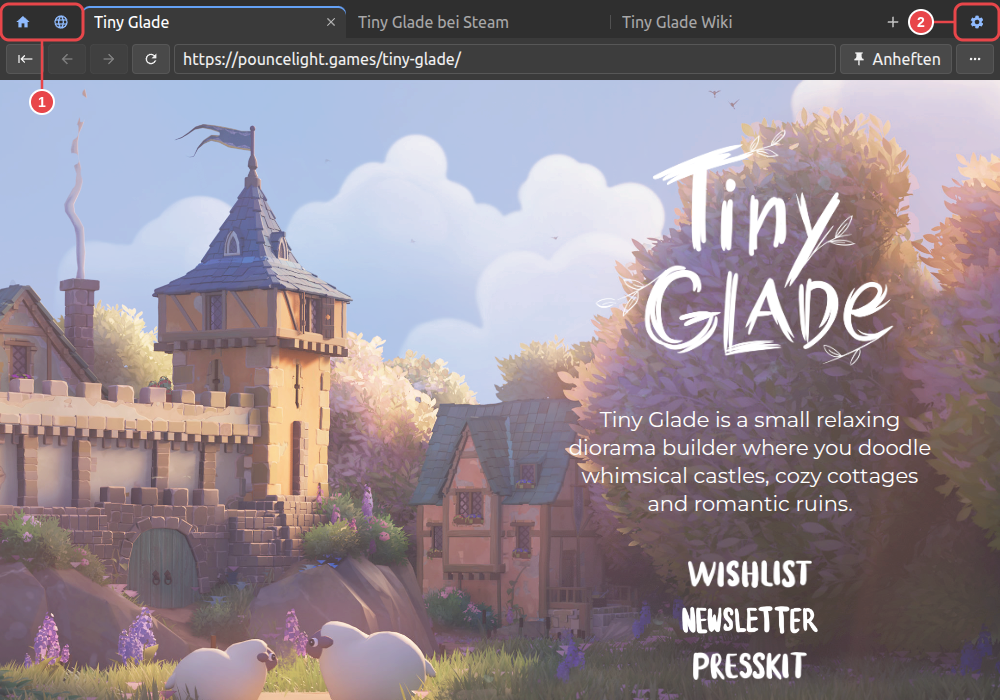 Tiny Glade
Tiny Glade bei Steam
Tiny Glade Wiki
2
https://pouncelight.games/tiny-glade/
Anheften
1
Tiny
GLADE
Tiny Glade is a small relaxing
diorama builder where you doodle
whimsical castles, cozy cottages
and romantic ruins.
WISHLIST
NEWSLETTER
PRESSKIT